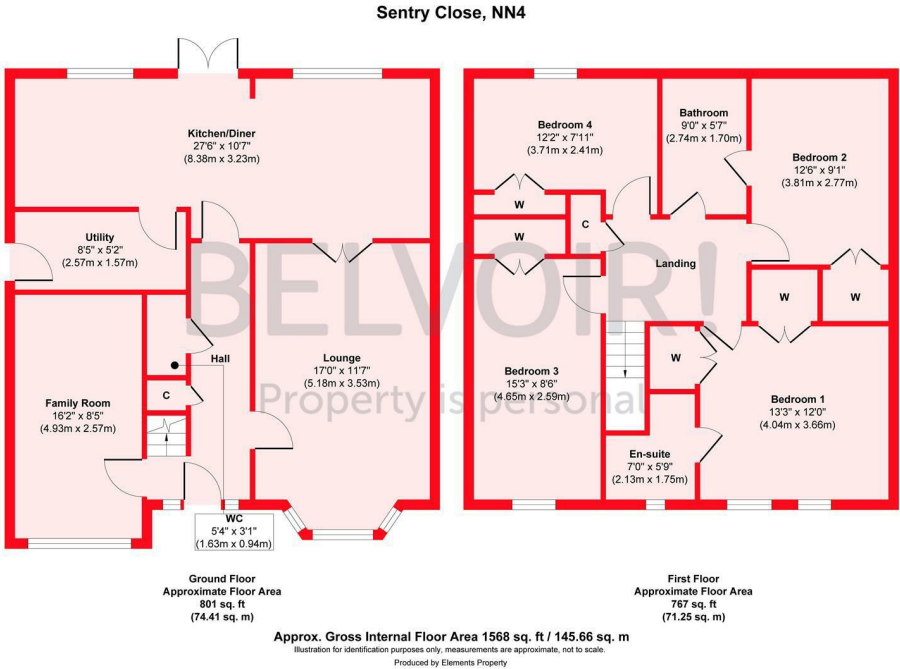 Sentry Close, NN4
Kitchen/Diner
27'6" x 10'7"
(8.38m x 3.23m)
Utility
8'5" x 5'2"
(2.57m x 1.57m)
Hall
Lounge
17'0" x 11'7"
(5.18m x 3.53m)
Family Room
16'2" x 8'5"
(4.93m x 2.57m)
C
WC
5'4" x 3'1"
(1.63m x 0.94m)
Ground Floor
Approximate Floor Area
801 sq. ft
(74.41 sq. m)
Bedroom 4
12'2" x 7'11"
(3.71m x 2.41m)
Bathroom
9'0" x 5'7"
(2.74m x 1.70m)
Bedroom 2
12'6" x 9'1"
(3.81m x 2.77m)
W
W
C
Landing
W
W
W
Bedroom 3
15'3" x 8'6"
(4.65m x 2.59m)
Bedroom 1
13'3" x 12'0"
(4.04m x 3.66m)
En-suite
7'0" x 5'9"
(2.13m x 1.75m)
First Floor
Approximate Floor Area
767 sq. ft
(71.25 sq. m)
BELVOIR!
Property is personal
Approx. Gross Internal Floor Area 1568 sq. ft / 145.66 sq. m
Illustration for identification purposes only, measurements are approximate, not to scale.
Produced by Elements Property